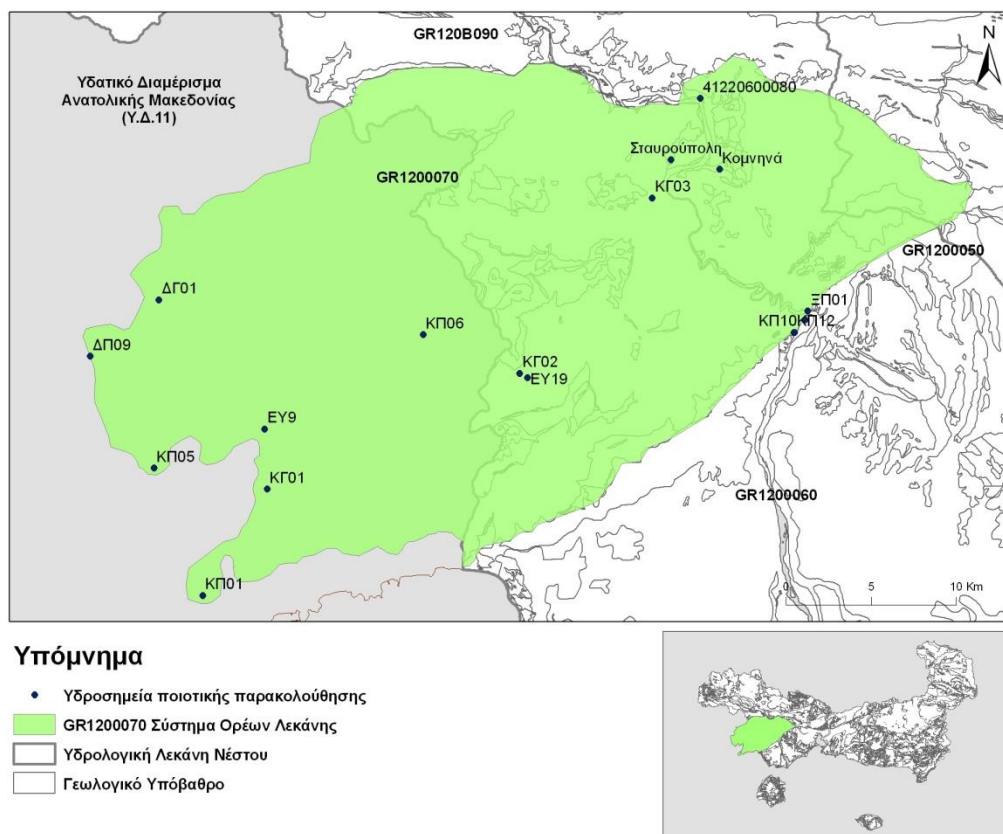 GR120B090
N
Υδατικό Διαμέρισμα
Ανατολικής Μακεδονίας
(Υ.Δ.11)
41220600080
Σταυρούπολη
Κομνηνά
GR1200070
ΚΓ03
GR1200050
ΔΓ01
ΞΠ01
ΚΠ06
ΚΠ10
ΚΠ12
ΔΠ09
ΚΓ02
ΕΥ19
ΕΥ9
ΚΠ05
ΚΓ01
GR1200060
ΚΠ01
0 5 10 Km
Υπόμνημα
Υδροσημεία ποιοτικής παρακολούθησης
GR1200070 Σύστημα Ορέων Λεκάνης
Υδρολογική Λεκάνη Νέστου
Γεωλογικό Υπόβαθρο